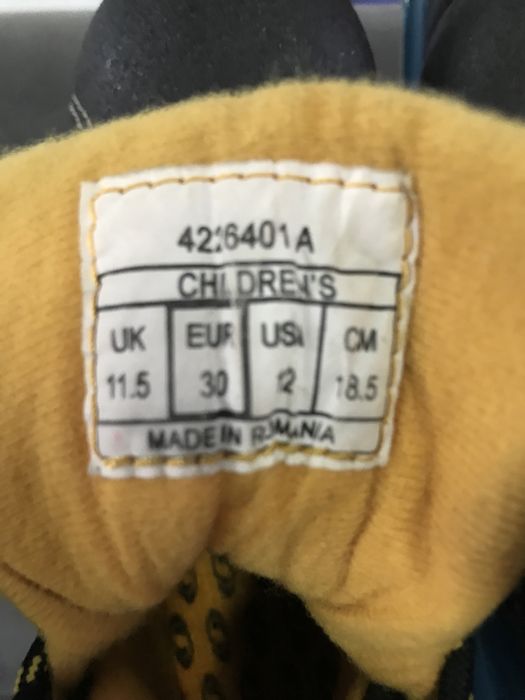 4226401A
CHILDREN'S
UK EUR USA CM
11.5 30 12 18.5
MADE IN ROMANIA